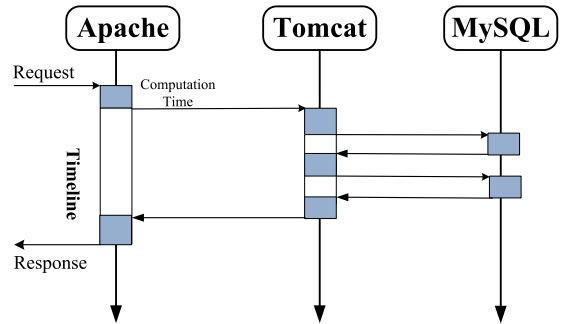 Apache
Tomcat
MySQL
Request
Computation
Time
Timeline
Response